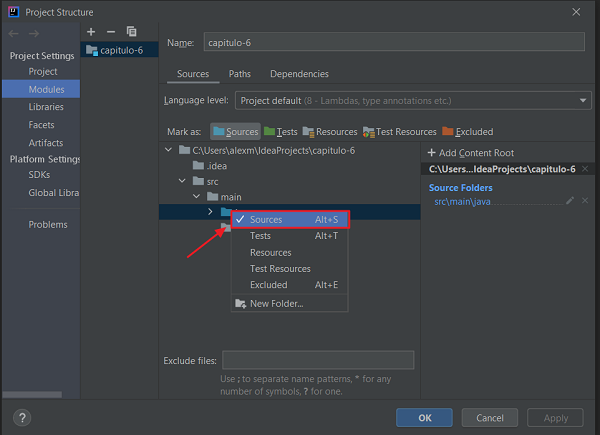 Project Structure
Project Settings
Project
Modules
Libraries
Facets
Artifacts
Platform Settings
SDKs
Global Libra
Problems
capitulo-6
Name: capitulo-6
Sources Paths Dependencies
Language level: Project default (8 - Lambdas, type annotations etc.)
Mark as: Sources Tests Resources Test Resources Excluded
C:\Users\alexm\IdeaProjects\capitulo-6
.idea
src
main
Sources Alt+S
Tests Alt+T
Resources
Test Resources
Excluded Alt+E
New Folder...
+ Add Content Root
C:\Users...IdeaProjects\capitulo-6
Source Folders
src\main\java
Exclude files:
Use ; to separate name patterns, * for any
number of symbols, ? for one.
?
OK Cancel Apply